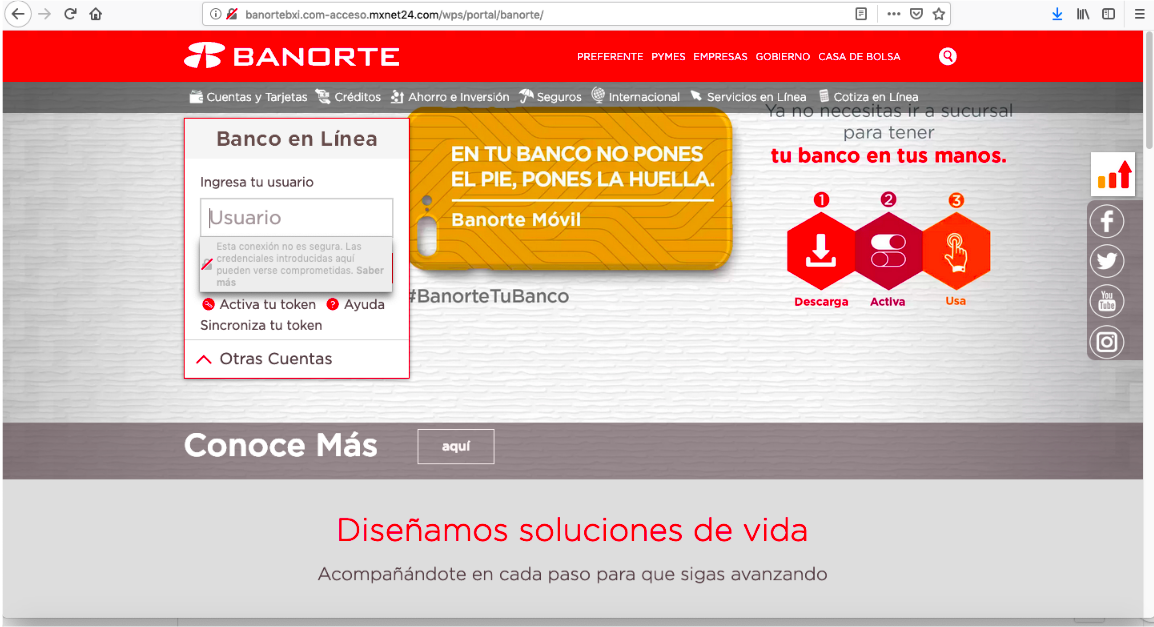 banortebxi.com-acceso.mxnet24.com/wps/portal/banorte/
BANORTE
PREFERENTE PYMES EMPRESAS GOBIERNO CASA DE BOLSA
Cuentas y Tarjetas Créditos Ahorro e Inversión Seguros Internacional Servicios en Línea Cotiza en Línea
Banco en Línea
Ingresa tu usuario
Usuario
Esta conexión no es segura. Las
credenciales introducidas aquí
pueden verse comprometidas. Saber
más
Activa tu token ? Ayuda
Sincroniza tu token
Otras Cuentas
EN TU BANCO NO PONES
EL PIE, PONES LA HUELLA.
Banorte Móvil
#BanorteTuBanco
Ya no necesitas ir a sucursal
para tener
tu banco en tus manos.
1 2 3
Descarga Activa Usa
You
Tube
Conoce Más aquí
Diseñamos soluciones de vida
Acompañándote en cada paso para que sigas avanzando